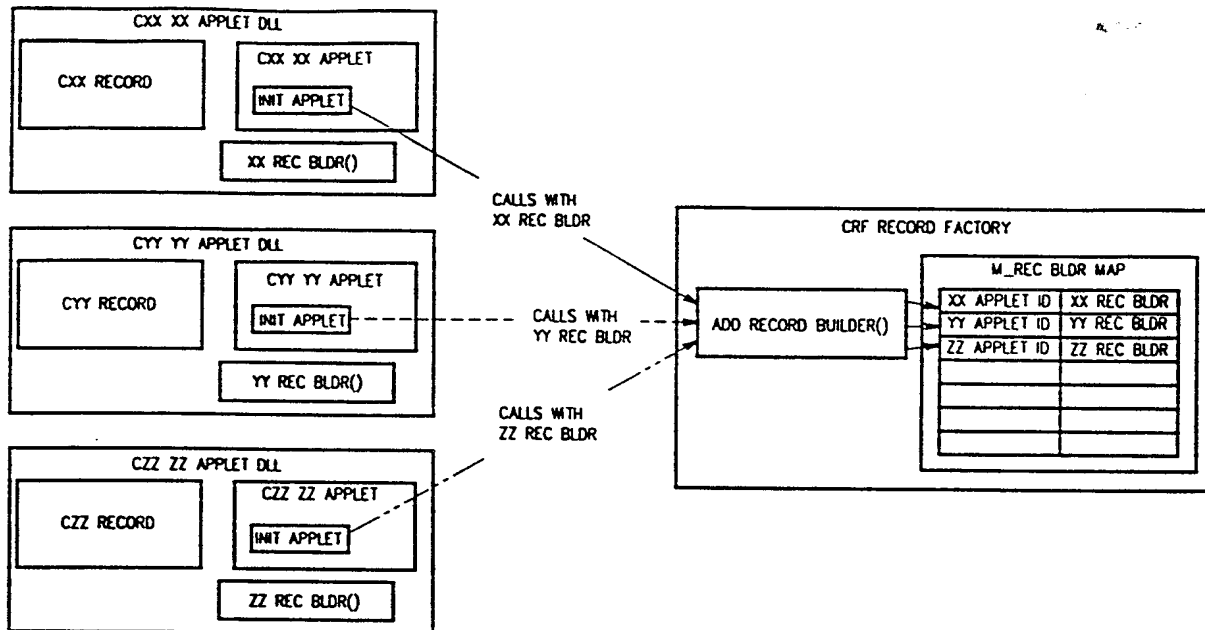 CXX XX APPLET DLL
CXX RECORD
CXX XX APPLET
INIT APPLET
XX REC BLDR()
CALLS WITH
XX REC BLDR
CYY YY APPLET DLL
CYY RECORD
CYY YY APPLET
INIT APPLET
YY REC BLDR()
CALLS WITH
YY REC BLDR
CZZ ZZ APPLET DLL
CZZ RECORD
CZZ ZZ APPLET
INIT APPLET
ZZ REC BLDR()
CALLS WITH
ZZ REC BLDR
CRF RECORD FACTORY
ADD RECORD BUILDER()
M_REC BLDR MAP
XX APPLET ID XX REC BLDR
YY APPLET ID YY REC BLDR
ZZ APPLET ID ZZ REC BLDR